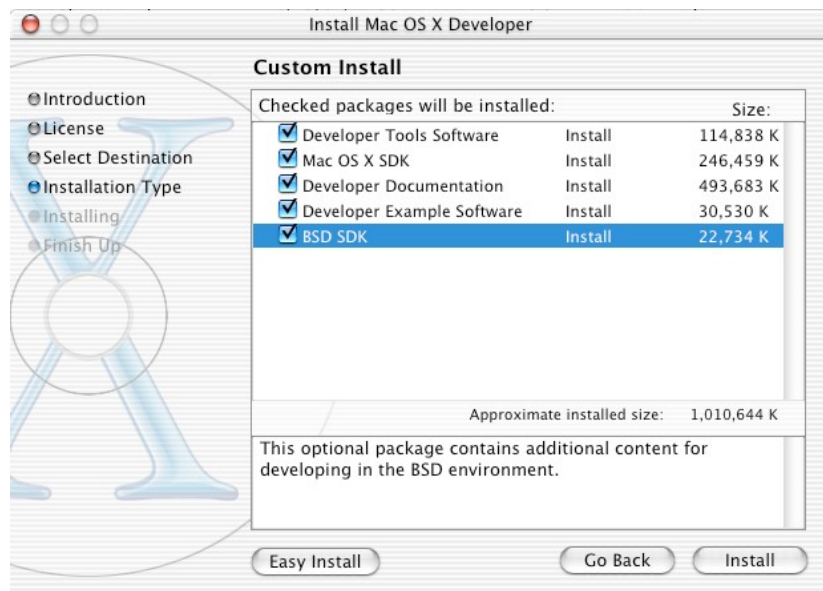 Install Mac OS X Developer
Custom Install
Introduction
License
Select Destination
Installation Type
Installing
Finish Up
Checked packages will be installed: Size:
Developer Tools Software Install 114,838 K
Mac OS X SDK Install 246,459 K
Developer Documentation Install 493,683 K
Developer Example Software Install 30,530 K
BSD SDK Install 22,734 K
Approximate installed size: 1,010,644 K
This optional package contains additional content for
developing in the BSD environment.
Easy Install Go Back Install